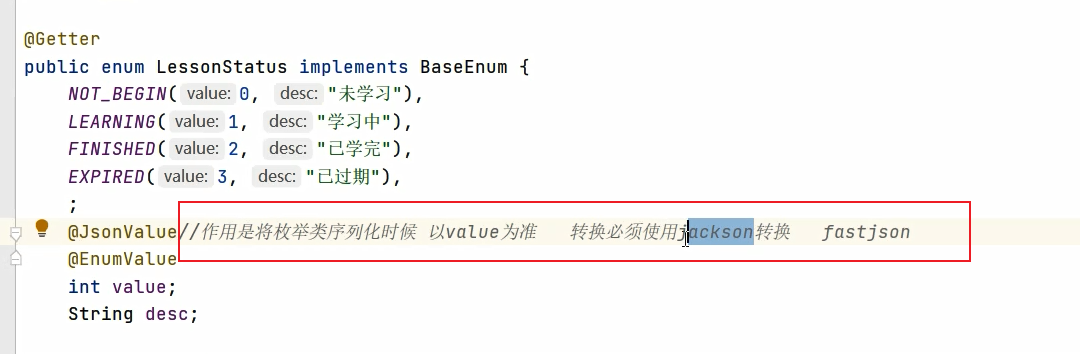 @Getter
public enum LessonStatus implements BaseEnum {
NOT_BEGIN( value: 0, desc: "未学习"),
LEARNING( value: 1, desc: "学习中"),
FINISHED( value: 2, desc: "已学完"),
EXPIRED( value: 3, desc: "已过期"),
;
@JsonValue//作用是将枚举类序列化时候 以value为准 转换必须使用jackson转换 fastjson
@EnumValue
int value;
String desc;